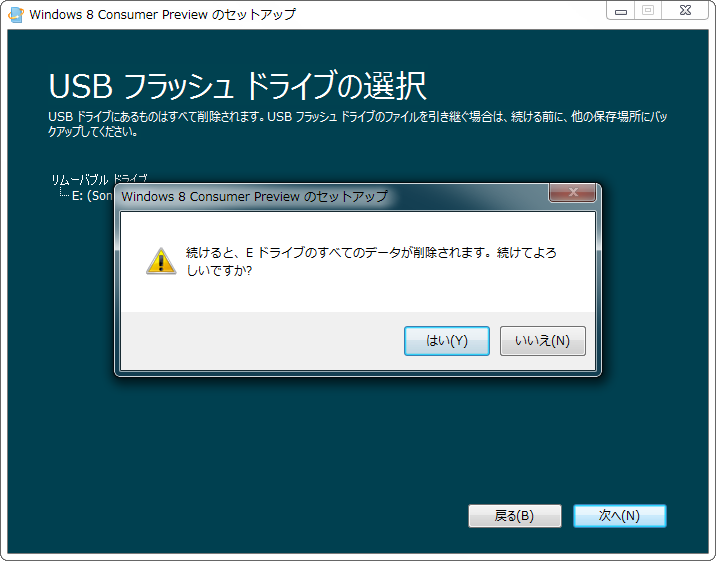 Windows 8 Consumer Preview のセットアップ
USB フラッシュ ドライブの選択
USB ドライブにあるものはすべて削除されます。USB フラッシュ ドライブのファイルを引き継ぐ場合は、続ける前に、他の保存場所にバッ
クアップしてください。
リムーバブル ドライブ
E: (Son
Windows 8 Consumer Preview のセットアップ
続けると、E ドライブのすべてのデータが削除されます。続けてよろ
しいですか?
はい(Y)
いいえ(N)
戻る(B)
次へ(N)